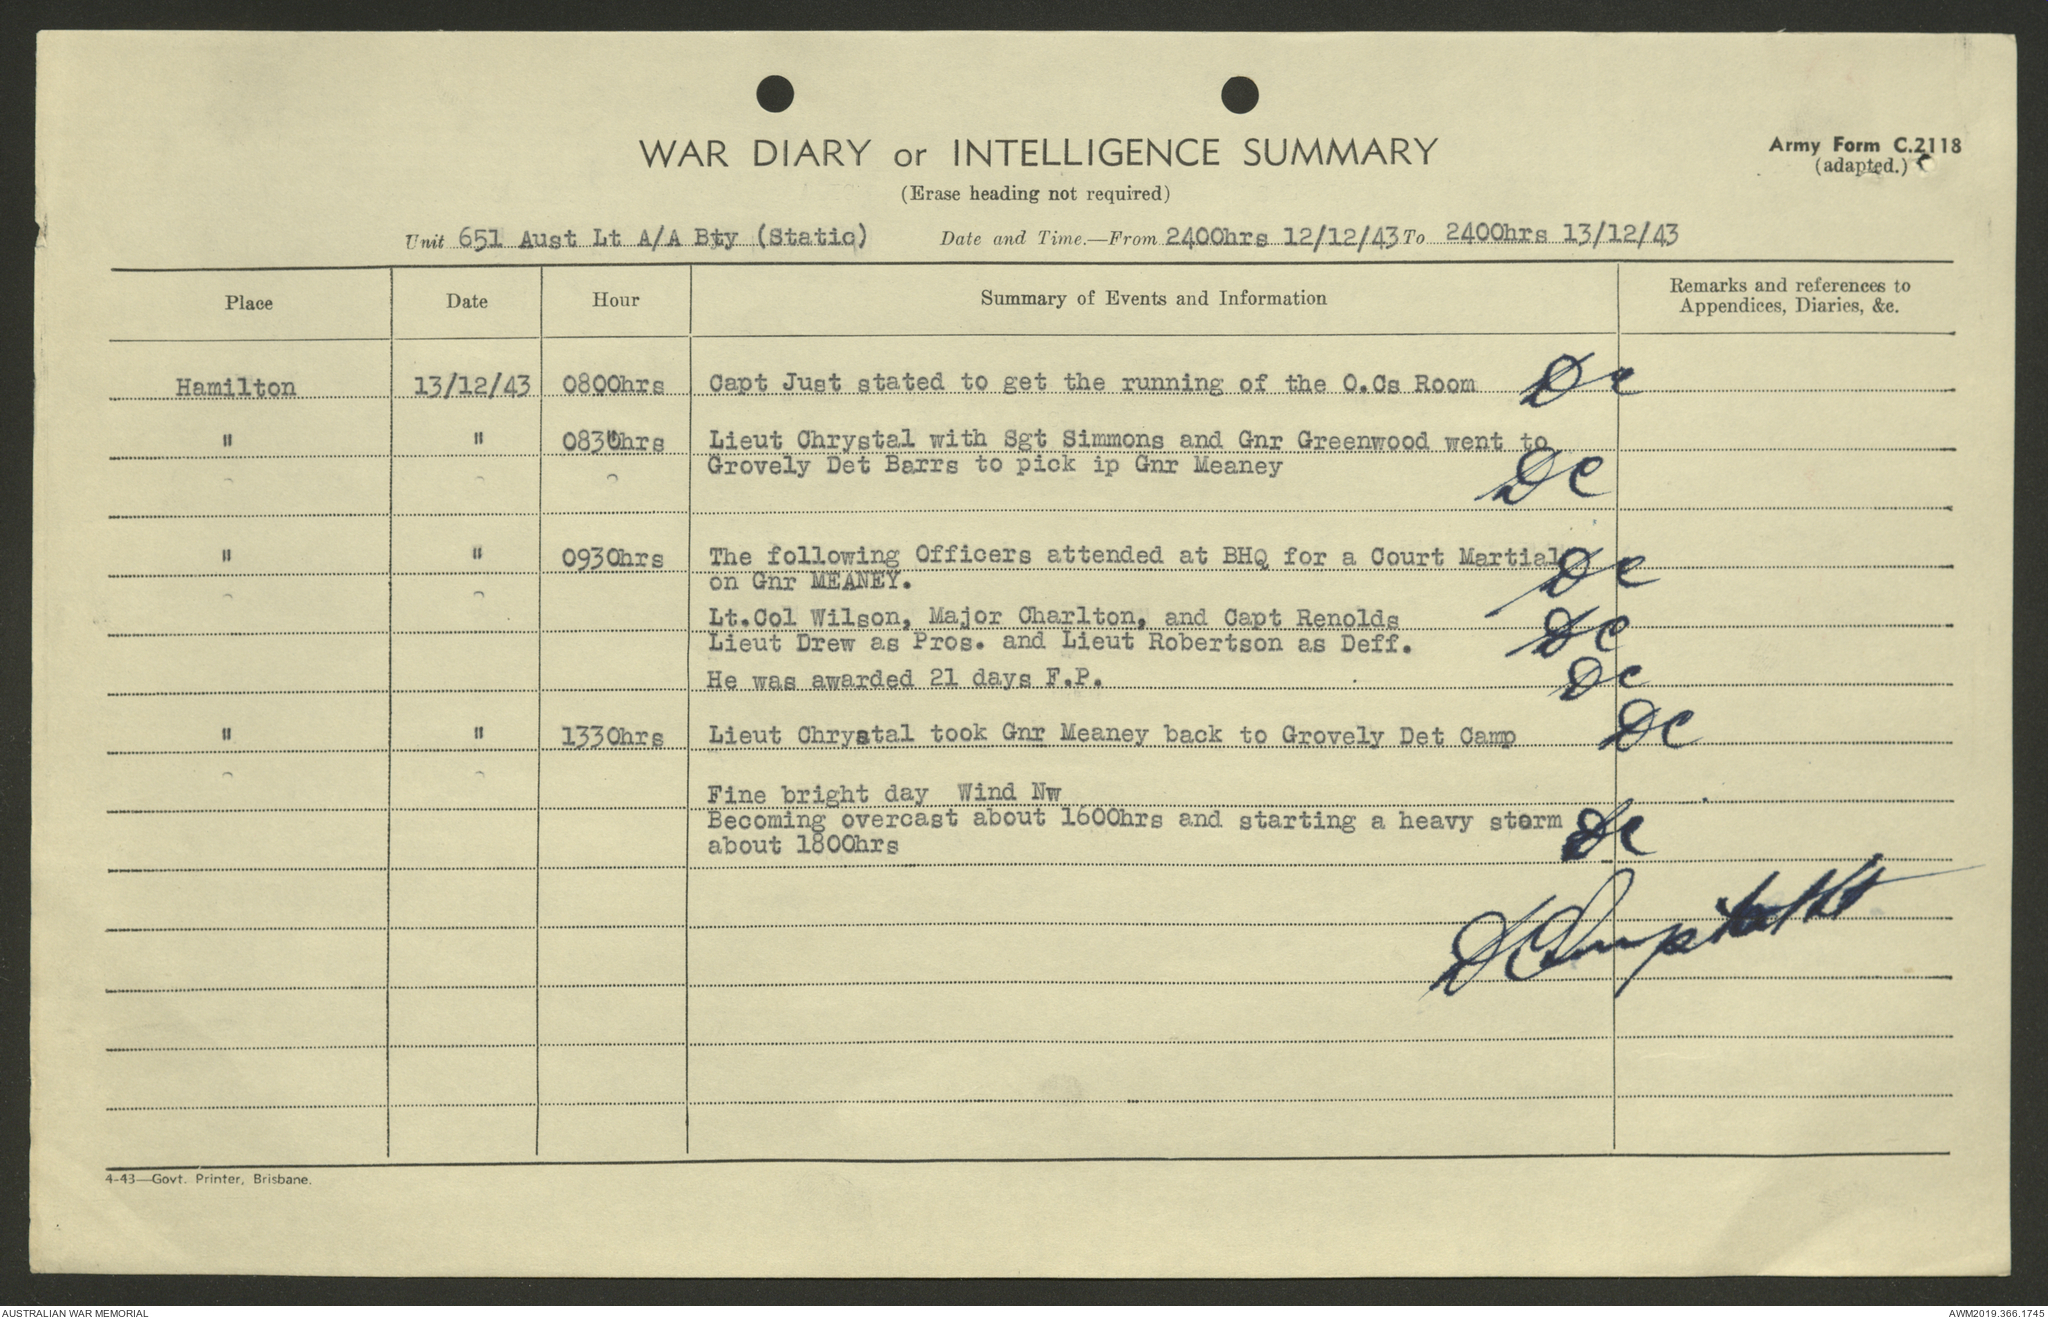 WAR DIARY or INTELLIGENCE SUMMARY
Army Form C.2118
(adapted.)
(Erase heading not required)
Unit 651 Aust Lt A/A Bty (Static) Date and Time.—From 2400hrs 12/12/43 To 2400hrs 13/12/43
Place Date Hour Summary of Events and Information Remarks and references to
Appendices, Diaries, &c.
Hamilton 13/12/43 0800hrs Capt Just stated to get the running of the O.Cs Room DC
" " 0830hrs Lieut Chrystal with Sgt Simmons and Gnr Greenwood went to
Grovely Det Barrs to pick ip Gnr Meaney DC
" " 0930hrs The following Officers attended at BHQ for a Court Martial DC
on Gnr MEANEY.
Lt.Col Wilson, Major Charlton, and Capt Renolds
Lieut Drew as Pros. and Lieut Robertson as Deff. DC
He was awarded 21 days F.P. DC
" " 1330hrs Lieut Chrystal took Gnr Meaney back to Grovely Det Camp DC
Fine bright day Wind Nw
Becoming overcast about 1600hrs and starting a heavy storm DC
about 1800hrs
4-43—Govt. Printer, Brisbane.
AUSTRALIAN WAR MEMORIAL AWM2019.366.1745